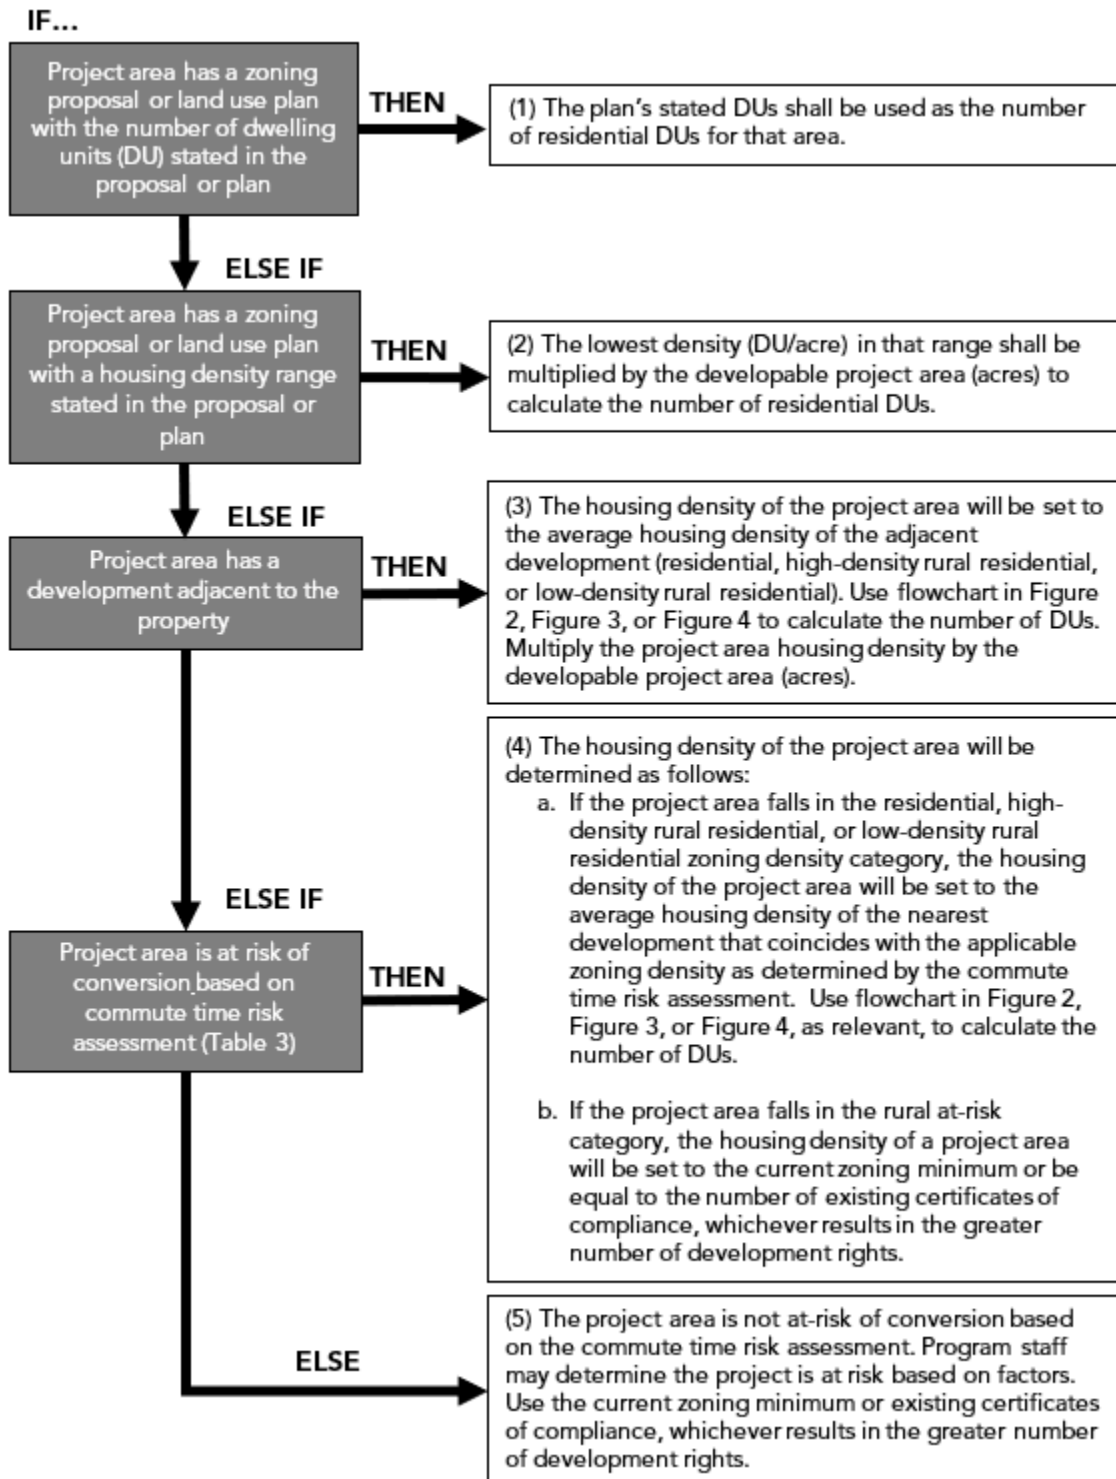 IF...
Project area has a zoning
proposal or land use plan
with the number of dwelling
units (DU) stated in the
proposal or plan
THEN
(1) The plan's stated DUs shall be used as the number
of residential DUs for that area.
ELSE IF
Project area has a zoning
proposal or land use plan
with a housing density range
stated in the proposal or
plan
THEN
(2) The lowest density (DU/acre) in that range shall be
multiplied by the developable project area (acres) to
calculate the number of residential DUs.
ELSE IF
Project area has a
development adjacent to the
property
THEN
(3) The housing density of the project area will be set to
the average housing density of the adjacent
development (residential, high-density rural residential,
or low-density rural residential). Use flowchart in Figure
2, Figure 3, or Figure 4 to calculate the number of DUs.
Multiply the project area housing density by the
developable project area (acres).
ELSE IF
Project area is at risk of
conversion based on
commute time risk
assessment (Table 3)
THEN
(4) The housing density of the project area will be
determined as follows:
a. If the project area falls in the residential, high-
density rural residential, or low-density rural
residential zoning density category, the housing
density of the project area will be set to the
average housing density of the nearest
development that coincides with the applicable
zoning density as determined by the commute
time risk assessment. Use flowchart in Figure 2,
Figure 3, or Figure 4, as relevant, to calculate the
number of DUs.
b. If the project area falls in the rural at-risk
category, the housing density of a project area
will be set to the current zoning minimum or be
equal to the number of existing certificates of
compliance, whichever results in the greater
number of development rights.
ELSE
(5) The project area is not at-risk of conversion based
on the commute time risk assessment. Program staff
may determine the project is at risk based on factors.
Use the current zoning minimum or existing certificates
of compliance, whichever results in the greater number
of development rights.